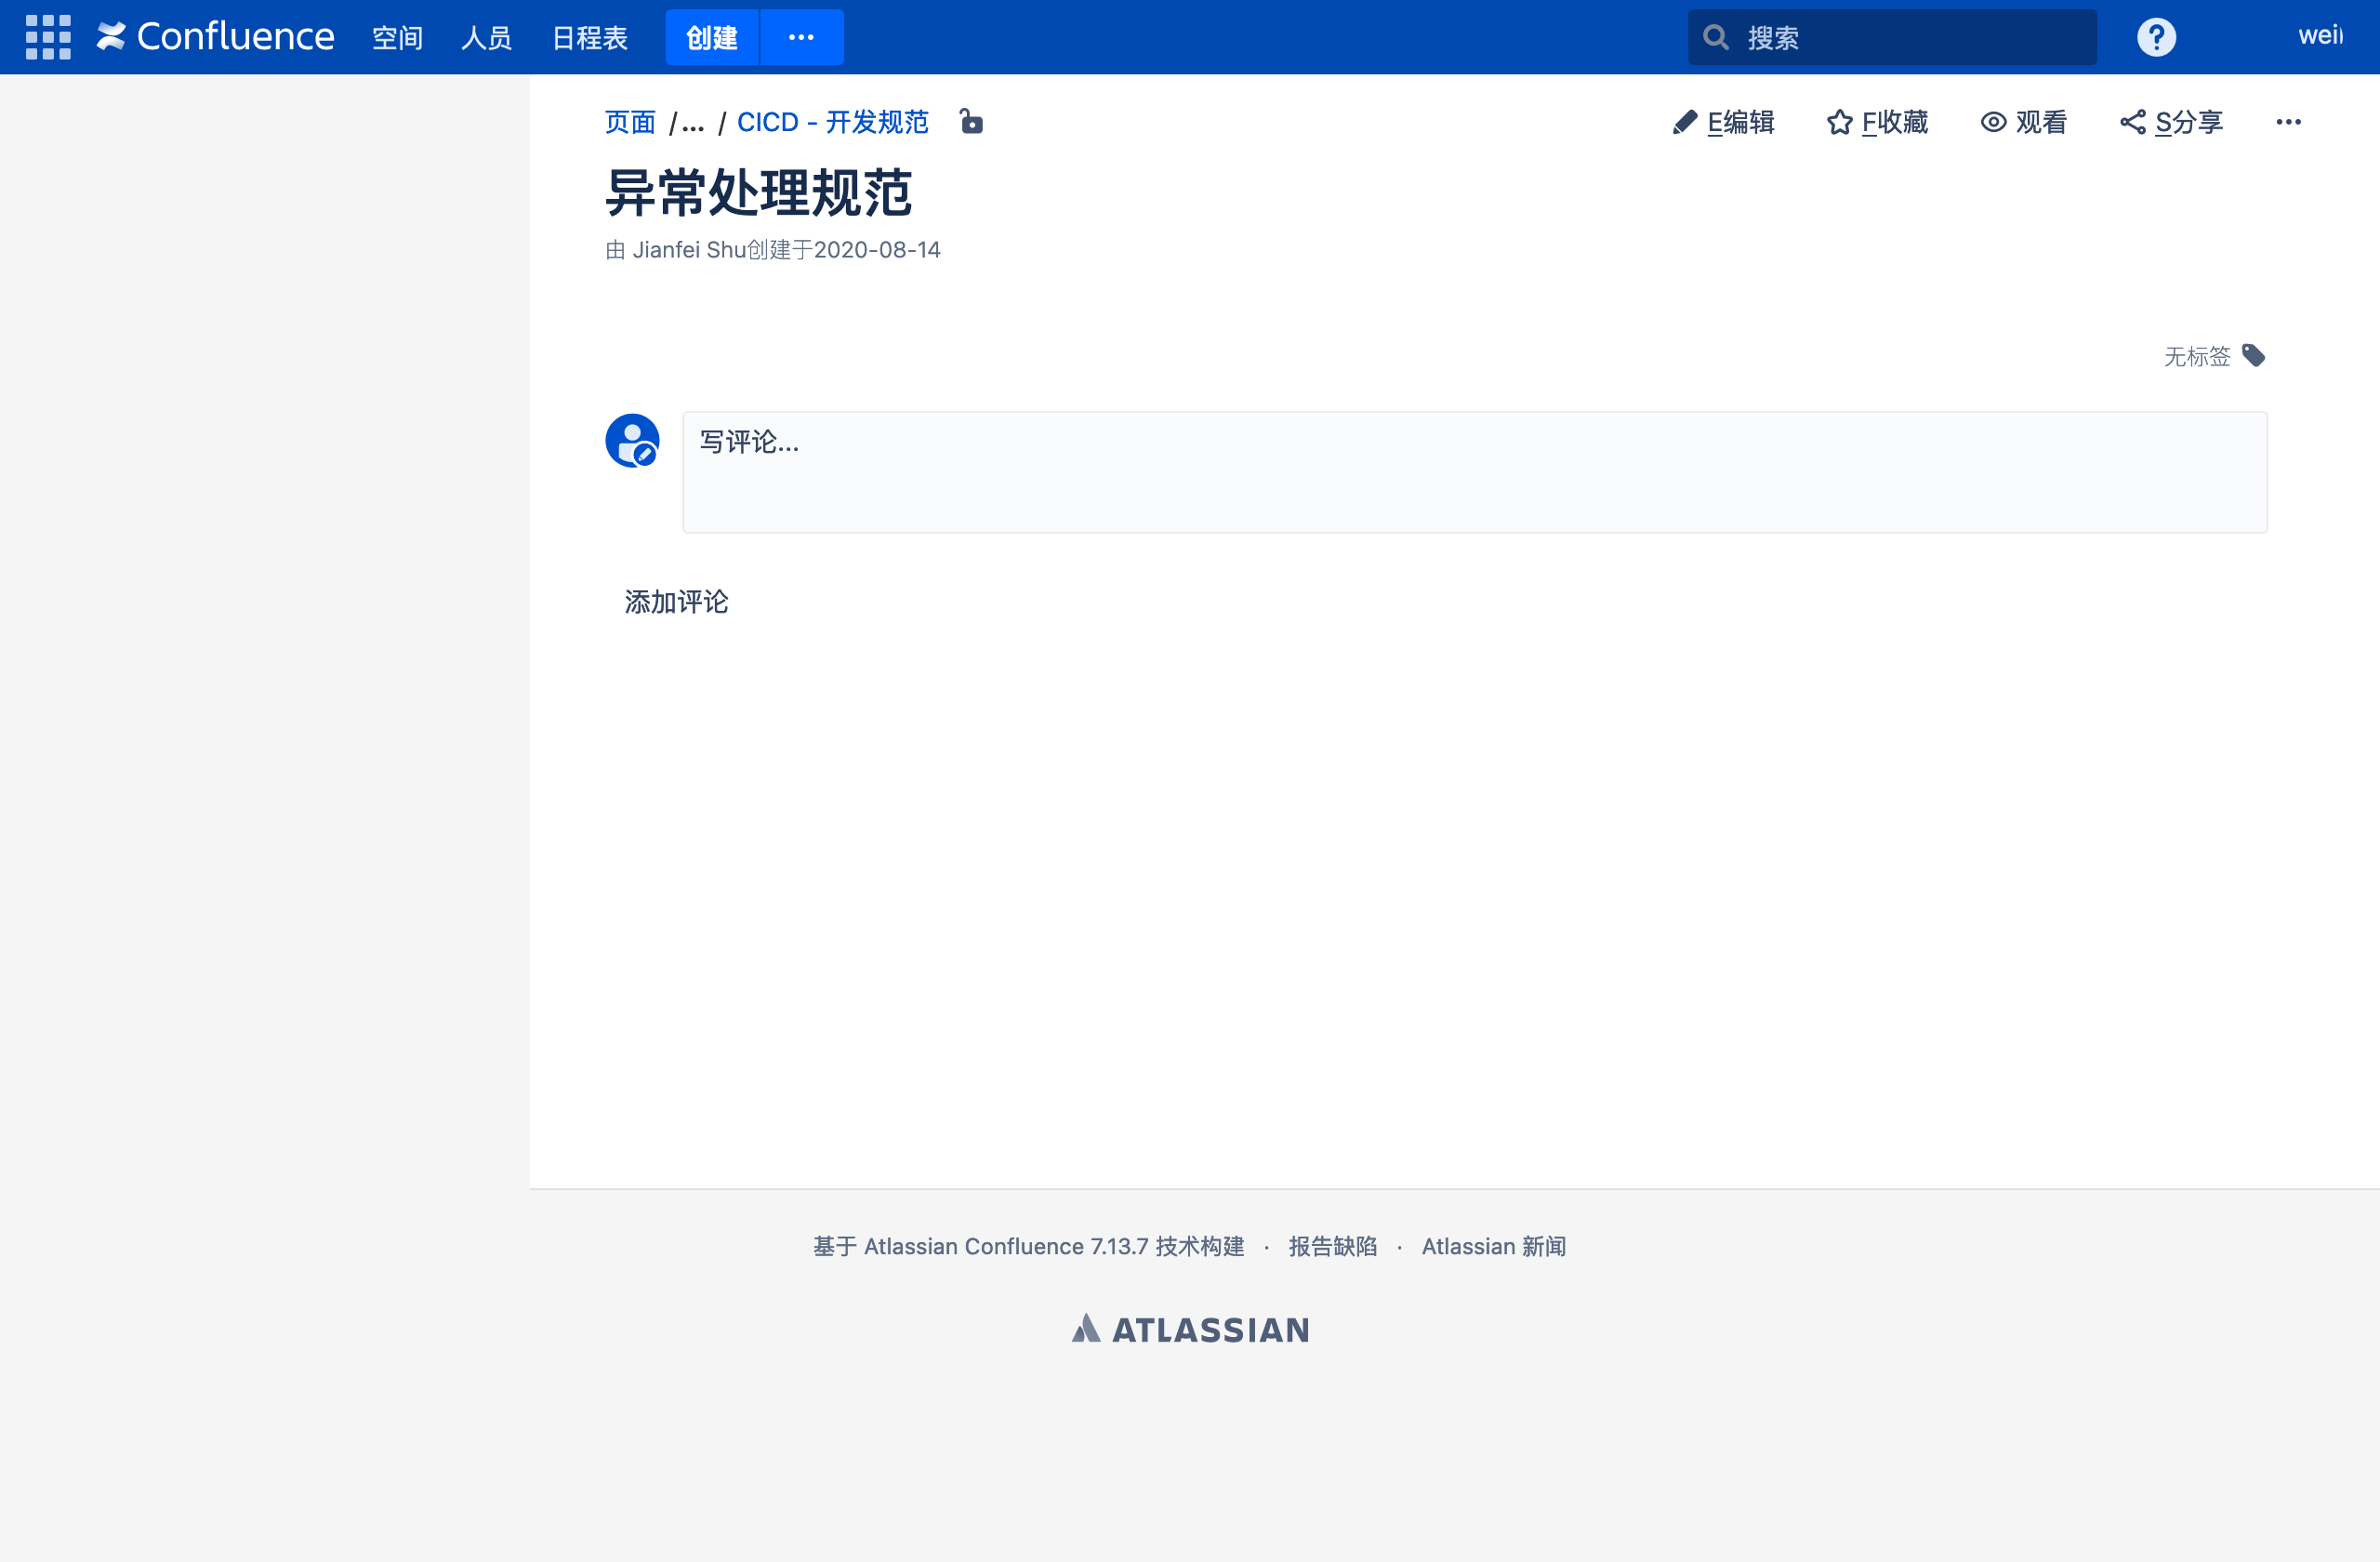 Confluence 空间 人员 日程表 创建 ··· 搜索 ? wei
页面 / ... / CICD - 开发规范 E编辑 F收藏 观看 S分享 ···
异常处理规范
由 Jianfei Shu创建于2020-08-14
无标签
写评论...
添加评论
基于 Atlassian Confluence 7.13.7 技术构建 · 报告缺陷 · Atlassian 新闻
ATLASSIAN